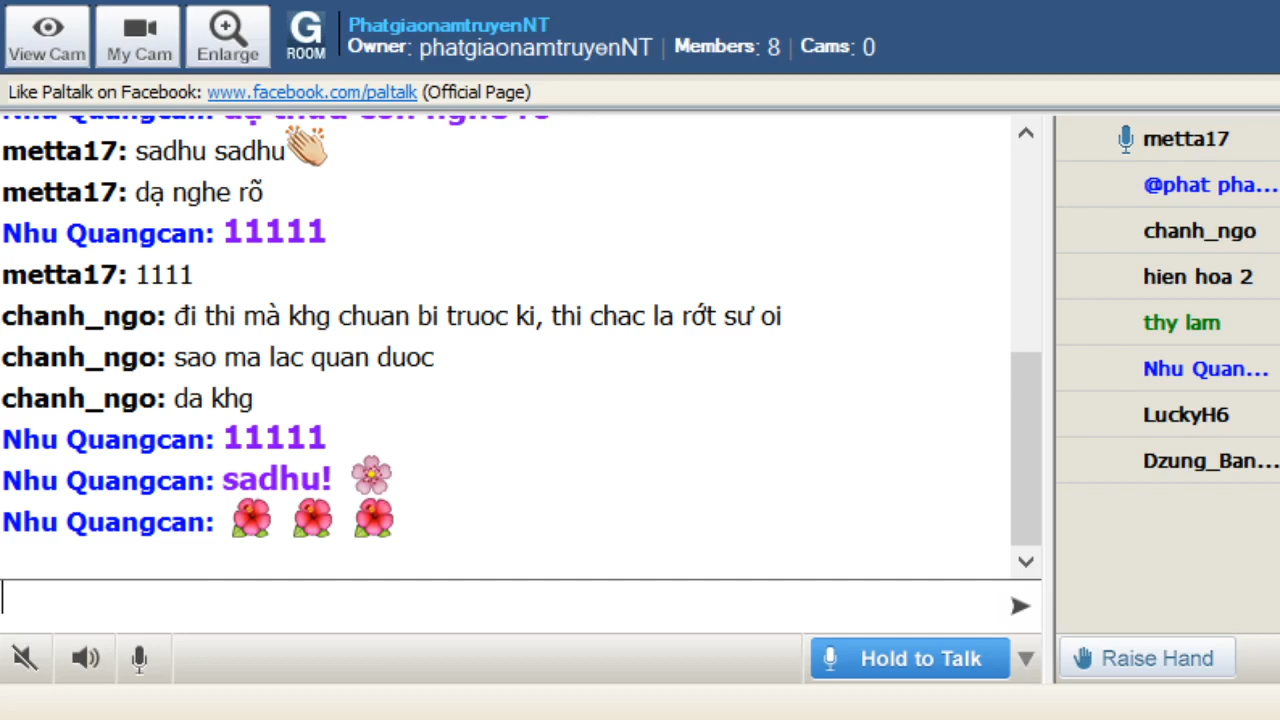 View Cam
My Cam
Enlarge
G
ROOM
PhatgiaonamtruyenNT
Owner: phatgiaonamtruyenNT | Members: 8 | Cams: 0
Like Paltalk on Facebook: www.facebook.com/paltalk (Official Page)
Nhu Quangcan:
metta17: sadhu sadhu
metta17: dạ nghe rõ
Nhu Quangcan: 11111
metta17: 1111
chanh_ngo: đi thi mà khg chuan bi truoc ki, thi chac la rớt sư oi
chanh_ngo: sao ma lac quan duoc
chanh_ngo: da khg
Nhu Quangcan: 11111
Nhu Quangcan: sadhu!
Nhu Quangcan:
metta17
@phat pha...
chanh_ngo
hien hoa 2
thy lam
Nhu Quan...
LuckyH6
Dzung_Ban...
Hold to Talk
Raise Hand